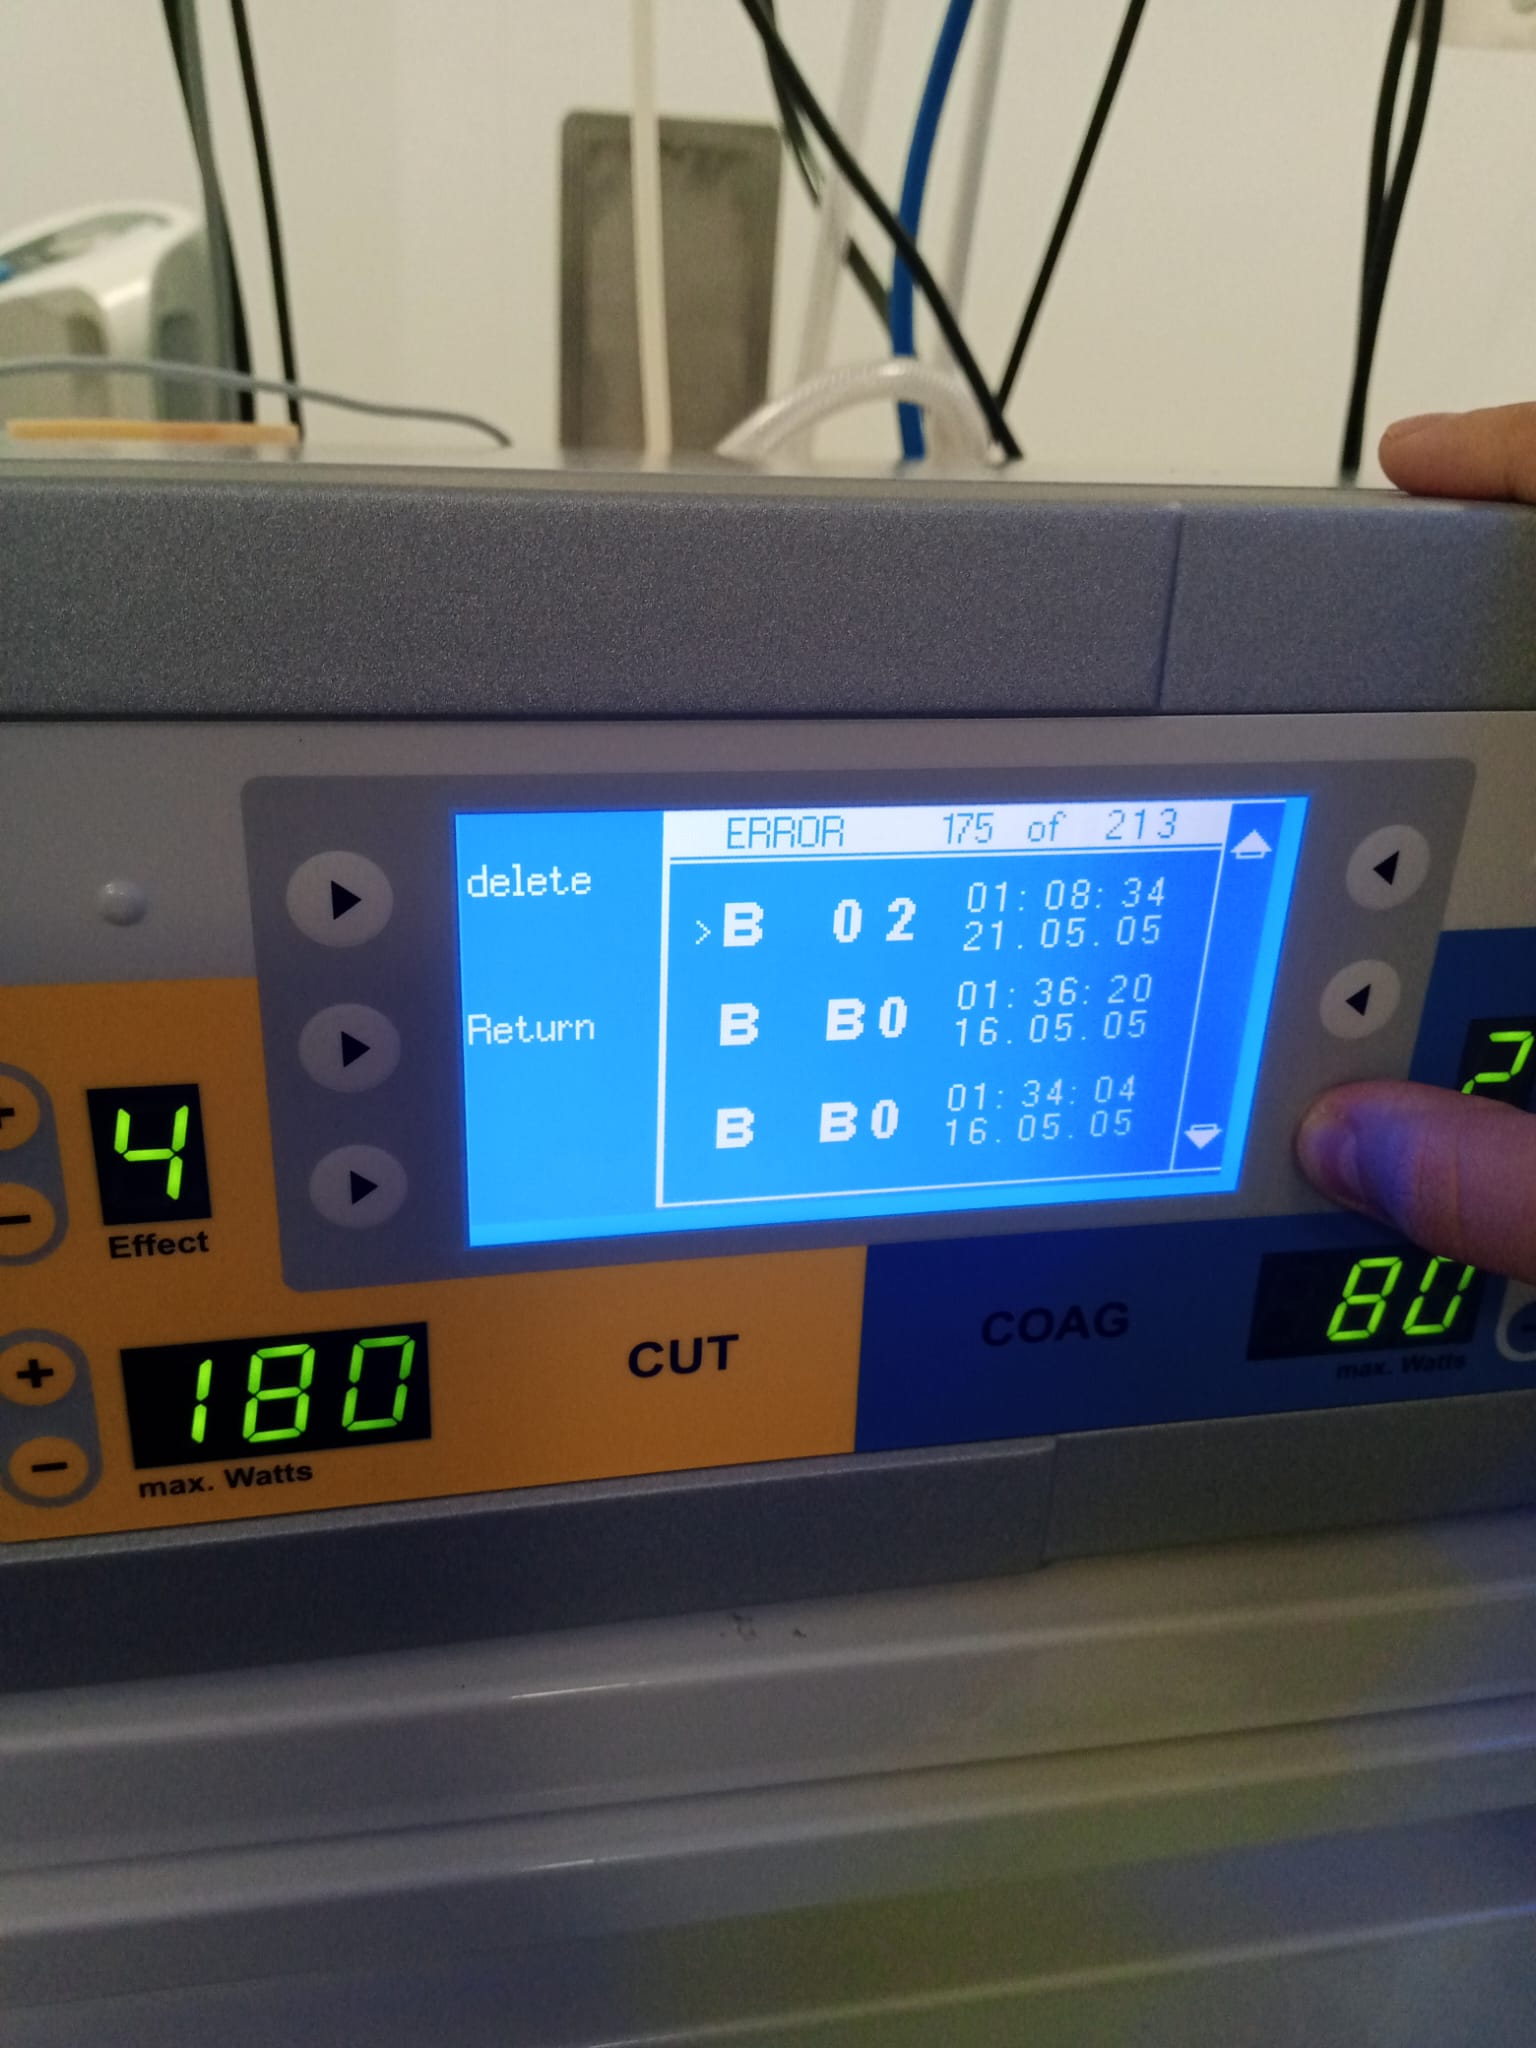 ERROR 175 of 213
delete
>B 02 01:08:34
21.05.05
Return
B B0 01:36:20
16.05.05
B B0 01:34:04
16.05.05
4
Effect
+
−
+
180
−
max. Watts
CUT
COAG
80
max. Watts